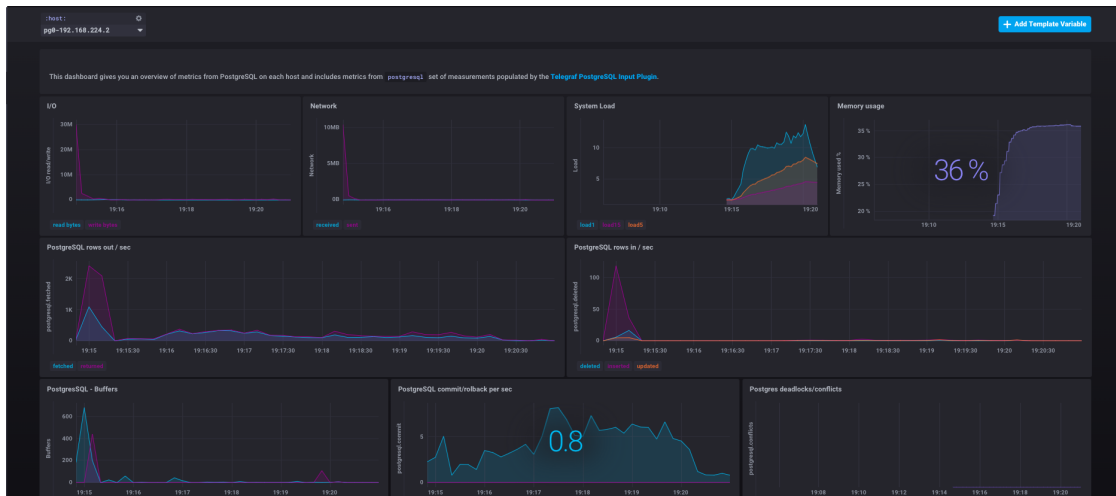 :host:
pg0-192.168.224.2
+ Add Template Variable
This dashboard gives you an overview of metrics from PostgreSQL on each host and includes metrics from postgresql set of measurements populated by the Telegraf PostgreSQL Input Plugin.
I/O
I/O read/write
30M
20M
10M
0
19:16 19:18 19:20
read bytes write bytes
Network
Network
10MB
5MB
0B
19:16 19:18 19:20
received sent
System Load
Load
10
5
19:10 19:15 19:20
load1 load15 load5
Memory usage
Memory used %
35 %
30 %
25 %
20 %
36 %
19:10 19:15 19:20
PostgreSQL rows out / sec
postgresql.fetched
2K
1K
0
19:15 19:15:30 19:16 19:16:30 19:17 19:17:30 19:18 19:18:30 19:19 19:19:30 19:20 19:20:30
fetched returned
PostgreSQL rows in / sec
postgresql.deleted
100
50
0
19:15 19:15:30 19:16 19:16:30 19:17 19:17:30 19:18 19:18:30 19:19 19:19:30 19:20 19:20:30
deleted inserted updated
PostgresSQL - Buffers
Buffers
600
400
200
0
19:15 19:16 19:17 19:18 19:19 19:20
PostgreSQL commit/rolback per sec
postgresql.commit
5
0
0.8
19:15 19:16 19:17 19:18 19:19 19:20
Postgres deadlocks/conflicts
postgresql.conflicts
19:08 19:10 19:12 19:14 19:16 19:18 19:20